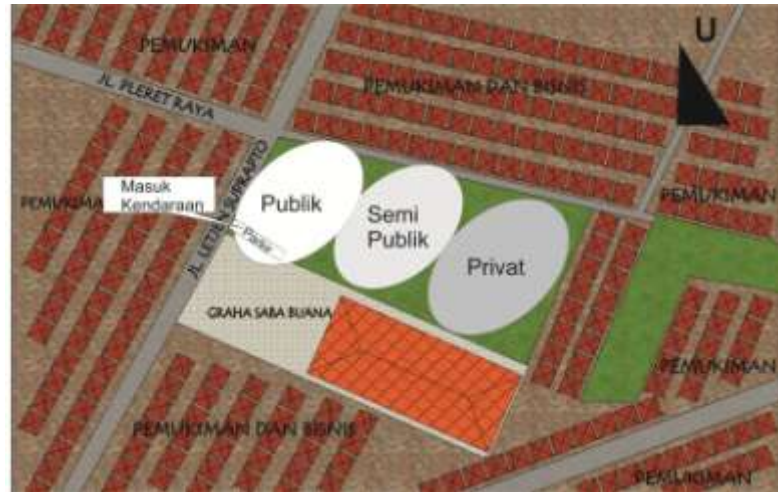 PEMUKIMAN
U
PEMUKIMAN DAN BISNIS
JL. PLERET RAYA
Masuk
Kendaraan
PEMUKIMA
JL. LETJEN SUPRAPTO
Publik
Parkir
Semi
Publik
Privat
PEMUKIMAN
GRAHA SABA BUANA
PEMUKIMAN
PEMUKIMAN DAN BISNIS
PEMUKIMAN